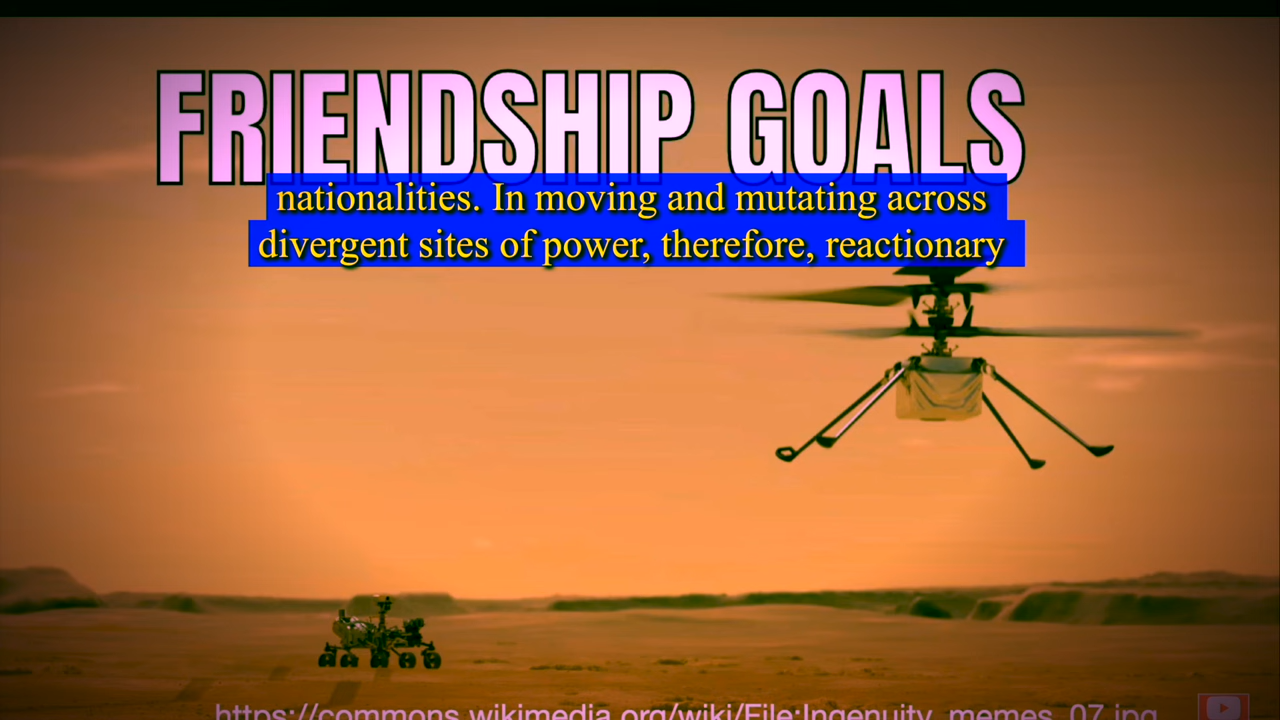 FRIENDSHIP GOALS
nationalities. In moving and mutating across
divergent sites of power, therefore, reactionary
https://commons.wikimedia.org/wiki/File:Ingenuity_memes_07.jpg